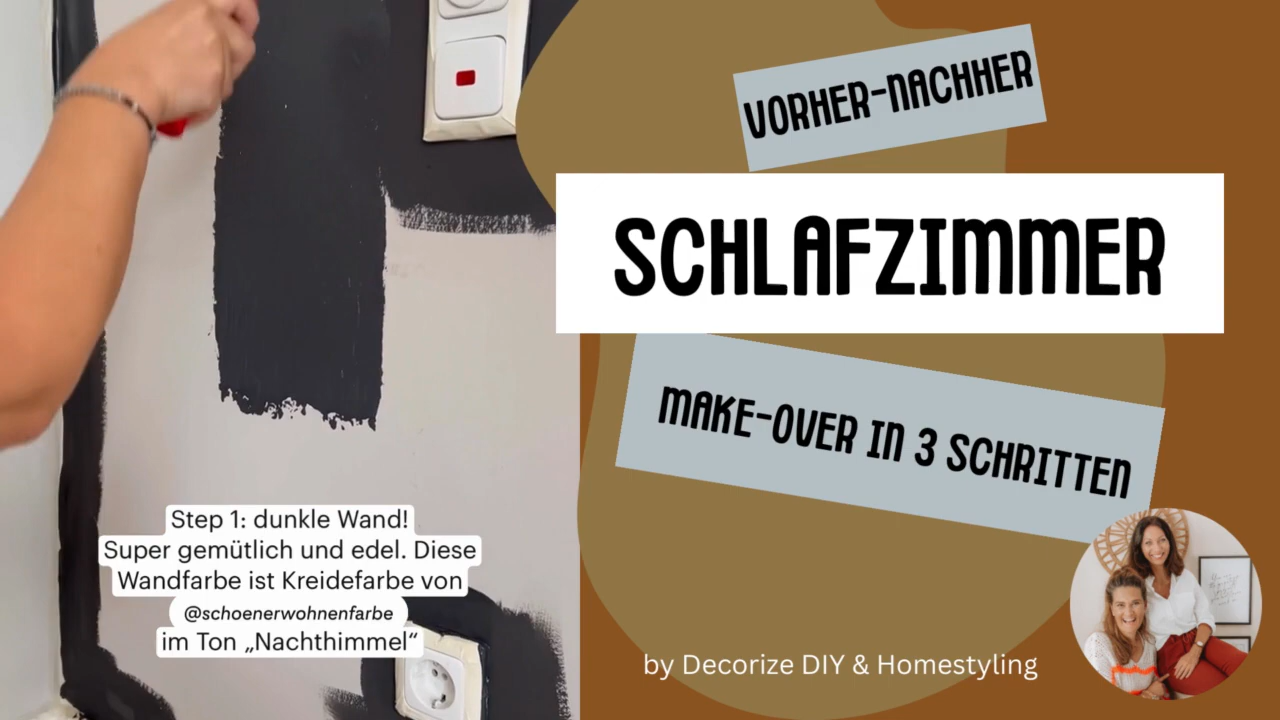 Step 1: dunkle Wand!
Super gemütlich und edel. Diese
Wandfarbe ist Kreidefarbe von
@schoenerwohnenfarbe
im Ton „Nachthimmel“
VORHER-NACHHER
SCHLAFZIMMER
MAKE-OVER IN 3 SCHRITTEN
by Decorize DIY & Homestyling